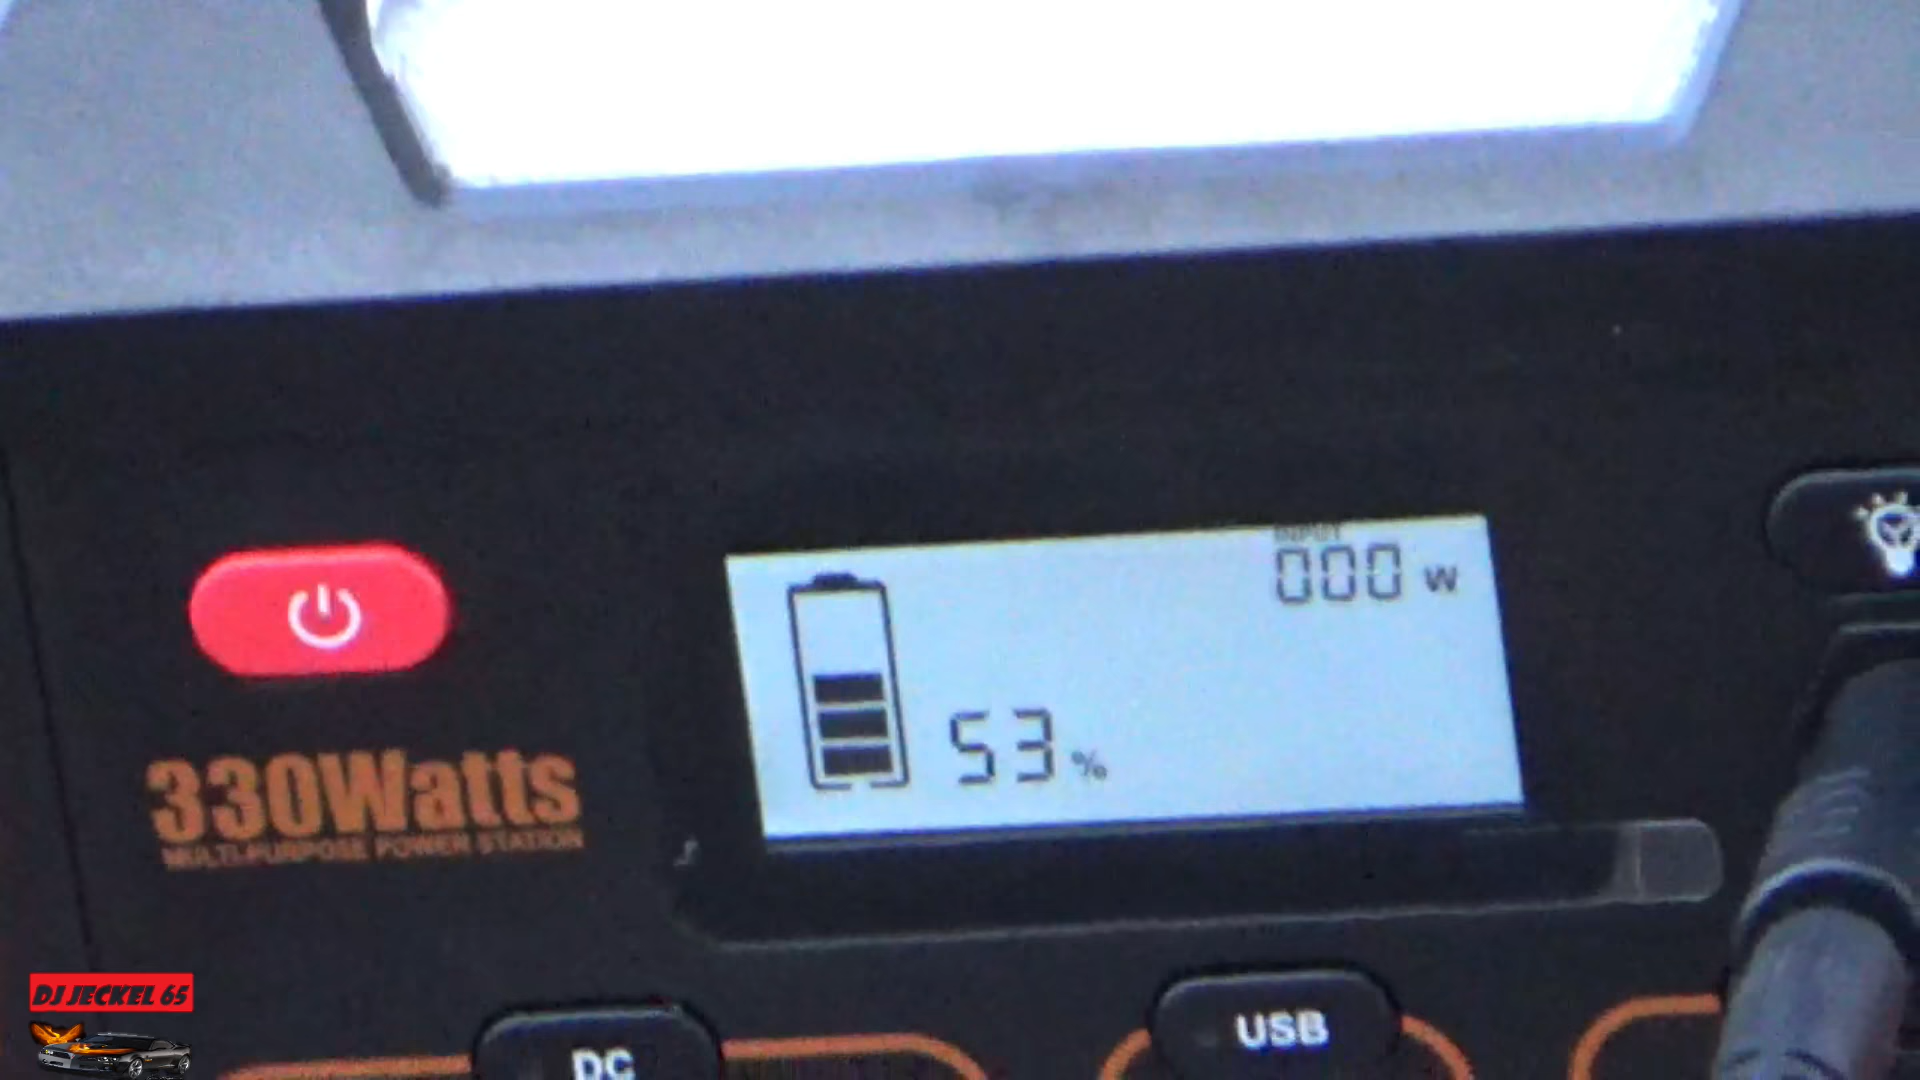 INPUT
000 W
53%
330Watts
MULTI-PURPOSE POWER STATION
DJ JECKEL 65
USB
DC